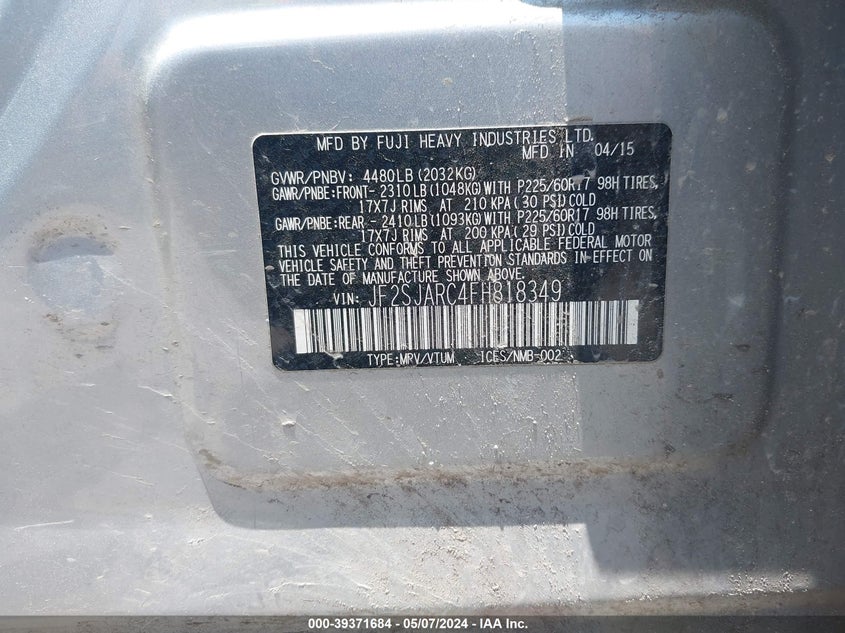 MFD BY FUJI HEAVY INDUSTRIES LTD.
MFD IN 04/15
GVWR/PNBV: 4480LB (2032KG)
GAWR/PNBE:FRONT- 2310LB(1048KG)WITH P225/60R17 98H TIRES,
17X7J RIMS AT 210 KPA( 30 PSI)COLD
GAWR/PNBE:REAR - 2410LB(1093KG)WITH P225/60R17 98H TIRES,
17X7J RIMS AT 200 KPA( 29 PSI)COLD
THIS VEHICLE CONFORMS TO ALL APPLICABLE FEDERAL MOTOR
VEHICLE SAFETY AND THEFT PREVENTION STANDARDS IN-EFFECT ON
THE DATE OF MANUFACTURE SHOWN ABOVE.
VIN: JF2SJARC4FH818349
TYPE:MPV/VTUM ICES/NMB-002
000-39371684 / 05/07/2024 - IAAI Inc.